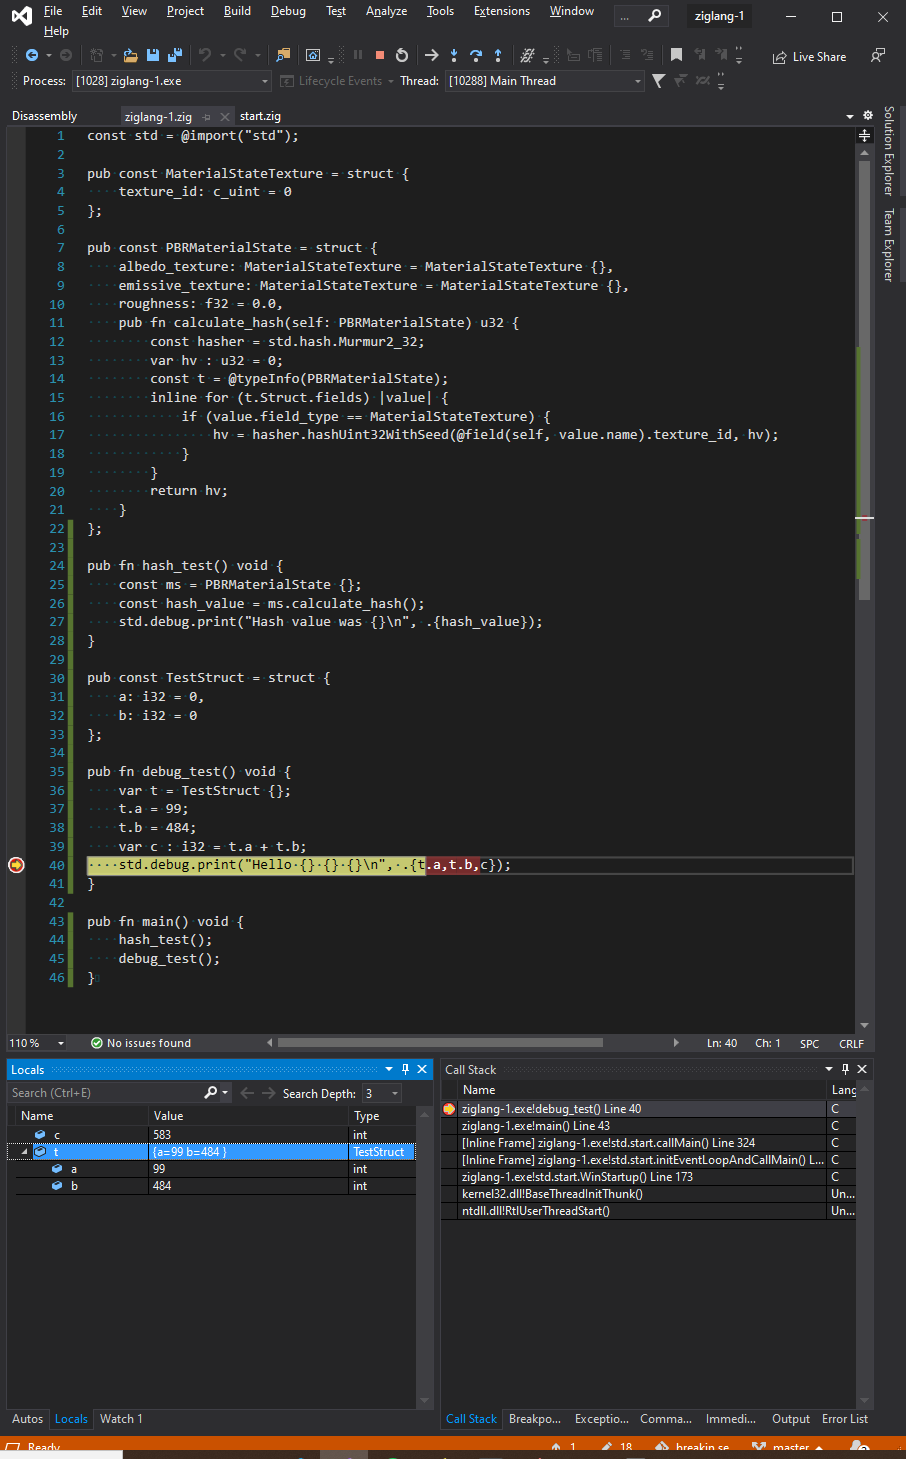 File Edit View Project Build Debug Test Analyze Tools Extensions Window ... ziglang-1
Help
Live Share
Process: [1028] ziglang-1.exe Lifecycle Events Thread: [10288] Main Thread
Disassembly ziglang-1.zig start.zig
Solution Explorer
Team Explorer
1 const std = @import("std");
2
3 pub const MaterialStateTexture = struct {
4 texture_id: c_uint = 0
5 };
6
7 pub const PBRMaterialState = struct {
8 albedo_texture: MaterialStateTexture = MaterialStateTexture {},
9 emissive_texture: MaterialStateTexture = MaterialStateTexture {},
10 roughness: f32 = 0.0,
11 pub fn calculate_hash(self: PBRMaterialState) u32 {
12 const hasher = std.hash.Murmur2_32;
13 var hv : u32 = 0;
14 const t = @typeInfo(PBRMaterialState);
15 inline for (t.Struct.fields) |value| {
16 if (value.field_type == MaterialStateTexture) {
17 hv = hasher.hashUint32WithSeed(@field(self, value.name).texture_id, hv);
18 }
19 }
20 return hv;
21 }
22 };
23
24 pub fn hash_test() void {
25 const ms = PBRMaterialState {};
26 const hash_value = ms.calculate_hash();
27 std.debug.print("Hash value was {}\n", .{hash_value});
28 }
29
30 pub const TestStruct = struct {
31 a: i32 = 0,
32 b: i32 = 0
33 };
34
35 pub fn debug_test() void {
36 var t = TestStruct {};
37 t.a = 99;
38 t.b = 484;
39 var c : i32 = t.a + t.b;
40 std.debug.print("Hello {} {} {}\n", .{t.a,t.b,c});
41 }
42
43 pub fn main() void {
44 hash_test();
45 debug_test();
46 }
110 % No issues found Ln: 40 Ch: 1 SPC CRLF
Locals
Search (Ctrl+E) Search Depth: 3
Name Value Type
c 583 int
t {a=99 b=484 } TestStruct
a 99 int
b 484 int
Autos Locals Watch 1
Call Stack
Name Lang
ziglang-1.exe!debug_test() Line 40 C
ziglang-1.exe!main() Line 43 C
[Inline Frame] ziglang-1.exe!std.start.callMain() Line 324 C
[Inline Frame] ziglang-1.exe!std.start.initEventLoopAndCallMain() L... C
ziglang-1.exe!std.start.WinStartup() Line 173 C
kernel32.dll!BaseThreadInitThunk() Un...
ntdll.dll!RtlUserThreadStart() Un...
Call Stack Breakpo... Exceptio... Comma... Immedi... Output Error List
Ready 1 18 breakin.se master 2